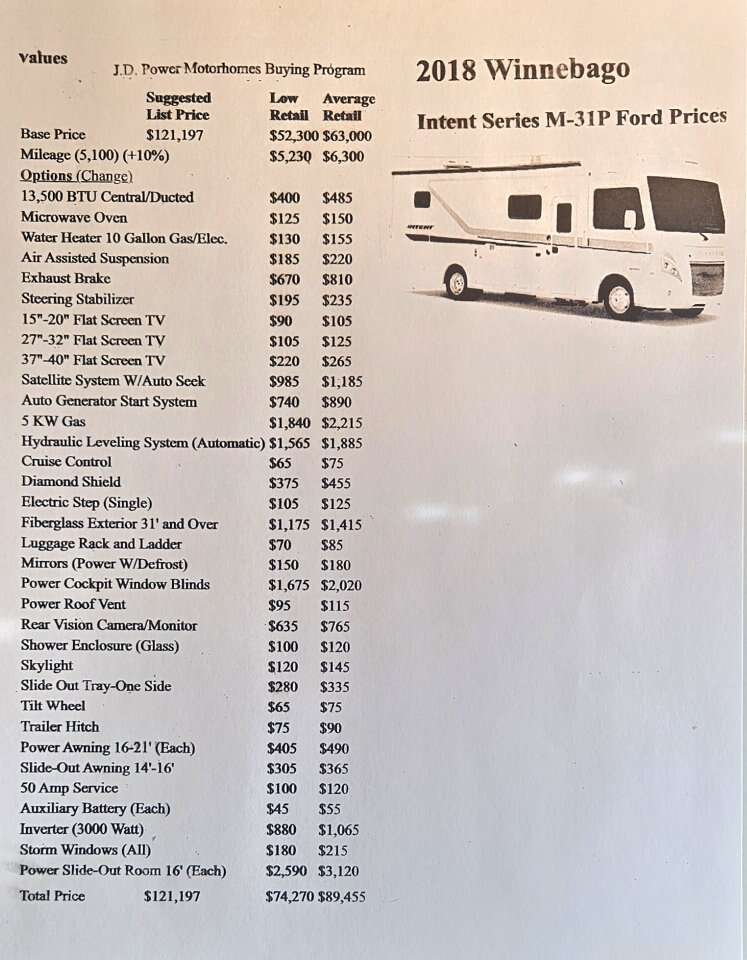 values
J.D. Power Motorhomes Buying Program
Suggested List Price Low Retail Average Retail
Base Price $121,197 $52,300 $63,000
Mileage (5,100) (+10%) $5,230 $6,300
Options (Change)
13,500 BTU Central/Ducted $400 $485
Microwave Oven $125 $150
Water Heater 10 Gallon Gas/Elec. $130 $155
Air Assisted Suspension $185 $220
Exhaust Brake $670 $810
Steering Stabilizer $195 $235
15"-20" Flat Screen TV $90 $105
27"-32" Flat Screen TV $105 $125
37"-40" Flat Screen TV $220 $265
Satellite System W/Auto Seek $985 $1,185
Auto Generator Start System $740 $890
5 KW Gas $1,840 $2,215
Hydraulic Leveling System (Automatic) $1,565 $1,885
Cruise Control $65 $75
Diamond Shield $375 $455
Electric Step (Single) $105 $125
Fiberglass Exterior 31' and Over $1,175 $1,415
Luggage Rack and Ladder $70 $85
Mirrors (Power W/Defrost) $150 $180
Power Cockpit Window Blinds $1,675 $2,020
Power Roof Vent $95 $115
Rear Vision Camera/Monitor $635 $765
Shower Enclosure (Glass) $100 $120
Skylight $120 $145
Slide Out Tray-One Side $280 $335
Tilt Wheel $65 $75
Trailer Hitch $75 $90
Power Awning 16-21' (Each) $405 $490
Slide-Out Awning 14'-16' $305 $365
50 Amp Service $100 $120
Auxiliary Battery (Each) $45 $55
Inverter (3000 Watt) $880 $1,065
Storm Windows (All) $180 $215
Power Slide-Out Room 16' (Each) $2,590 $3,120
Total Price $121,197 $74,270 $89,455
2018 Winnebago
Intent Series M-31P Ford Prices
INTENT